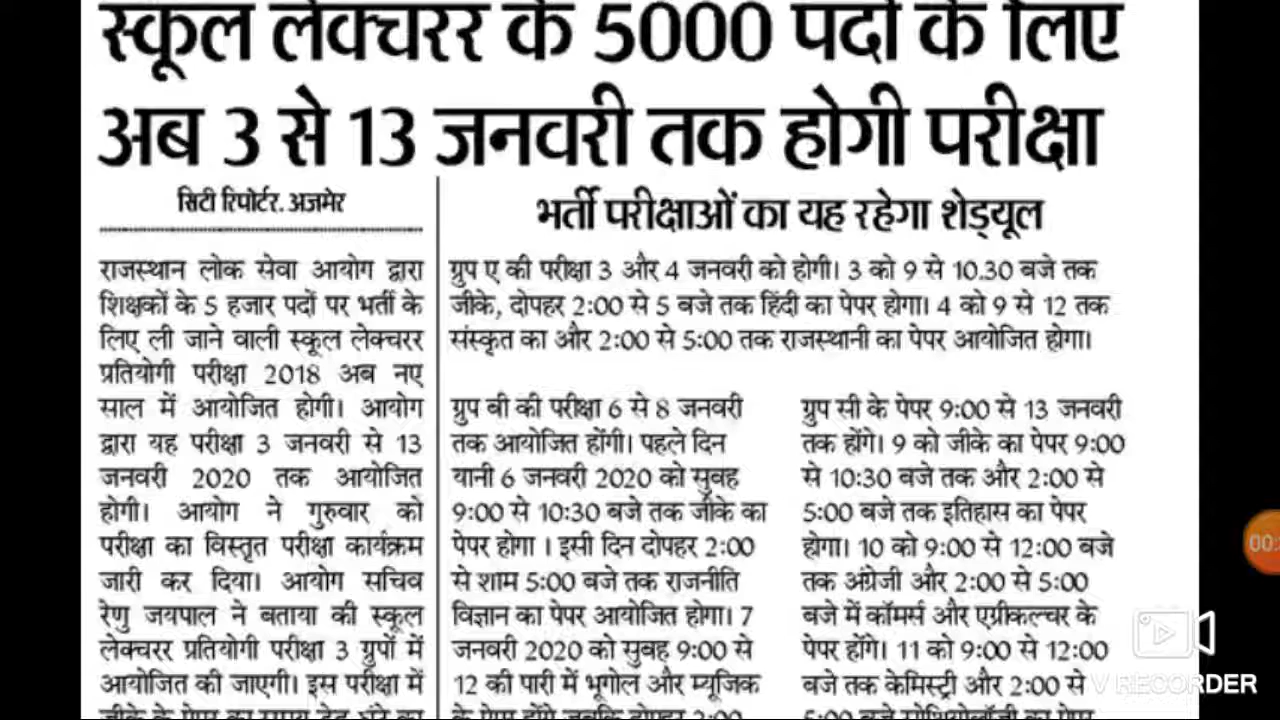 स्कूल लेक्चरर के 5000 पदों के लिए
अब 3 से 13 जनवरी तक होगी परीक्षा
सिटी रिपोर्टर. अजमेर
राजस्थान लोक सेवा आयोग द्वारा
शिक्षकों के 5 हजार पदों पर भर्ती के
लिए ली जाने वाली स्कूल लेक्चरर
प्रतियोगी परीक्षा 2018 अब नए
साल में आयोजित होगी। आयोग
द्वारा यह परीक्षा 3 जनवरी से 13
जनवरी 2020 तक आयोजित
होगी। आयोग ने गुरुवार को
परीक्षा का विस्तृत परीक्षा कार्यक्रम
जारी कर दिया। आयोग सचिव
रेणु जयपाल ने बताया की स्कूल
लेक्चरर प्रतियोगी परीक्षा 3 ग्रुपों में
आयोजित की जाएगी। इस परीक्षा में
भर्ती परीक्षाओं का यह रहेगा शेड्यूल
ग्रुप ए की परीक्षा 3 और 4 जनवरी को होगी। 3 को 9 से 10.30 बजे तक
जीके, दोपहर 2:00 से 5 बजे तक हिंदी का पेपर होगा। 4 को 9 से 12 तक
संस्कृत का और 2:00 से 5:00 तक राजस्थानी का पेपर आयोजित होगा।
ग्रुप बी की परीक्षा 6 से 8 जनवरी
तक आयोजित होंगी। पहले दिन
यानी 6 जनवरी 2020 को सुबह
9:00 से 10:30 बजे तक जीके का
पेपर होगा । इसी दिन दोपहर 2:00
से शाम 5:00 बजे तक राजनीति
विज्ञान का पेपर आयोजित होगा। 7
जनवरी 2020 को सुबह 9:00 से
12 की पारी में भूगोल और म्यूजिक
ग्रुप सी के पेपर 9:00 से 13 जनवरी
तक होंगे। 9 को जीके का पेपर 9:00
से 10:30 बजे तक और 2:00 से
5:00 बजे तक इतिहास का पेपर
होगा। 10 को 9:00 से 12:00 बजे
तक अंग्रेजी और 2:00 से 5:00
बजे में कॉमर्स और एग्रीकल्चर के
पेपर होंगे। 11 को 9:00 से 12:00
बजे तक केमिस्ट्री और 2:00 से
V RECORDER